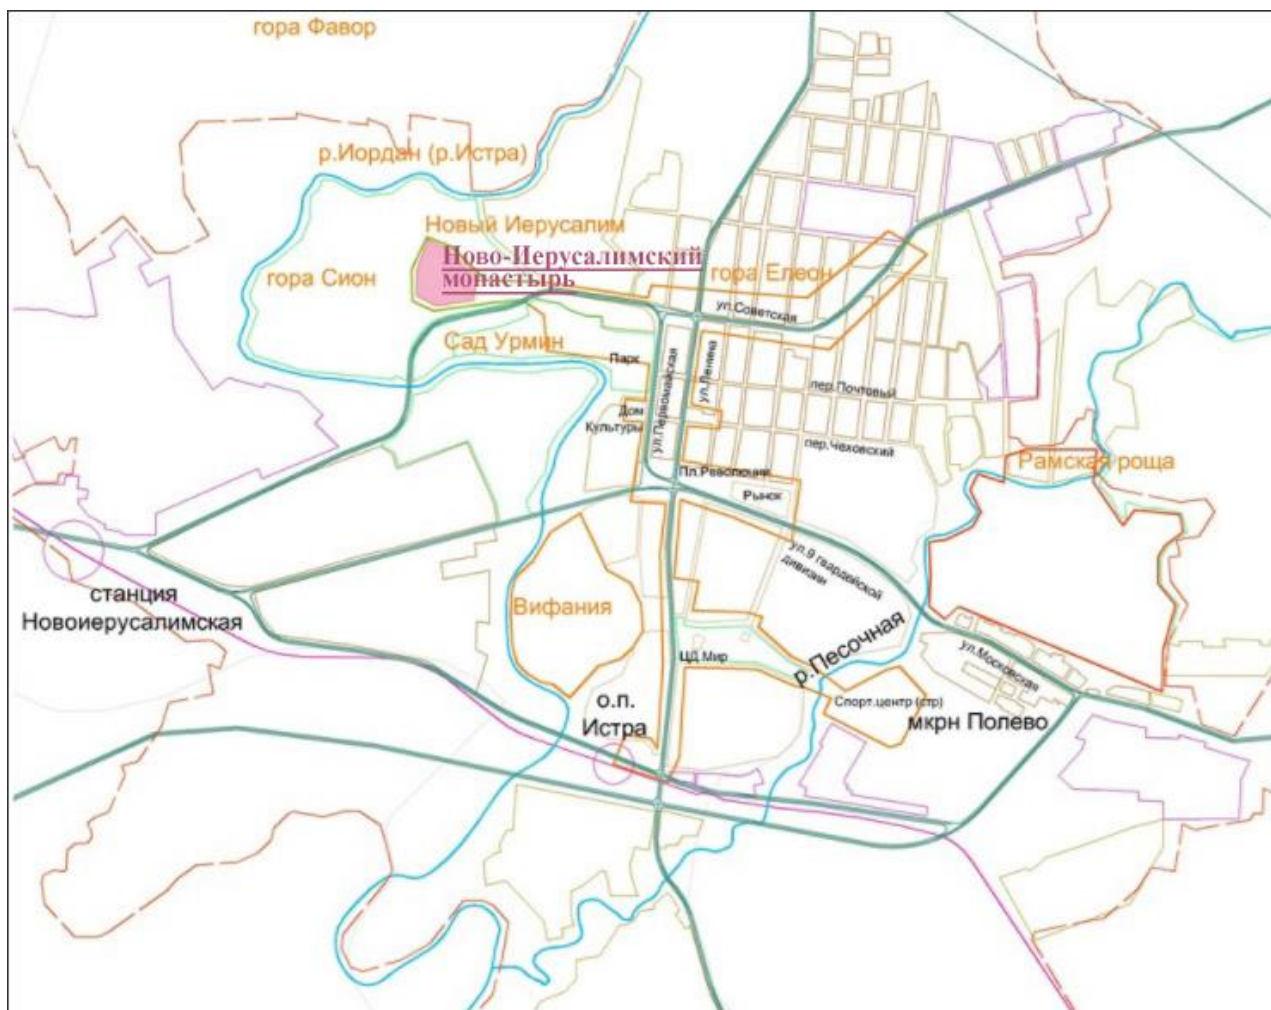 гора Фавор
р.Иордан (р.Истра)
Новый Иерусалим
Ново-Иерусалимский
монастырь
гора Сион
гора Елеон
ул.Советская
Сад Урмин
Парк
ул.Первомайская
ул.Ленина
пер.Почтовый
Дом
Культуры
пер.Чеховский
Пл.Революции
Рамская роща
Рынок
ул.9 гвардейской
дивизии
станция
Новоиерусалимская
Вифания
р.Песочная
ЦД.Мир
ул.Московская
о.п.
Истра
Спорт.центр (стр)
мкрн Полево